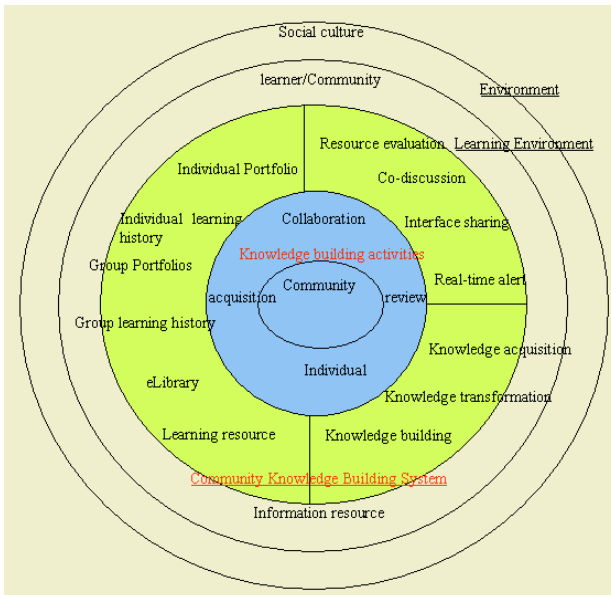 Social culture
learner/Community
Environment
Resource evaluation
Learning Environment
Individual Portfolio
Co-discussion
Individual learning
history
Collaboration
Interface sharing
Knowledge building activities
Group Portfolios
Real-time alert
Community
acquisition
review
Group learning history
Knowledge acquisition
Individual
eLibrary
Knowledge transformation
Learning resource
Knowledge building
Community Knowledge Building System
Information resource